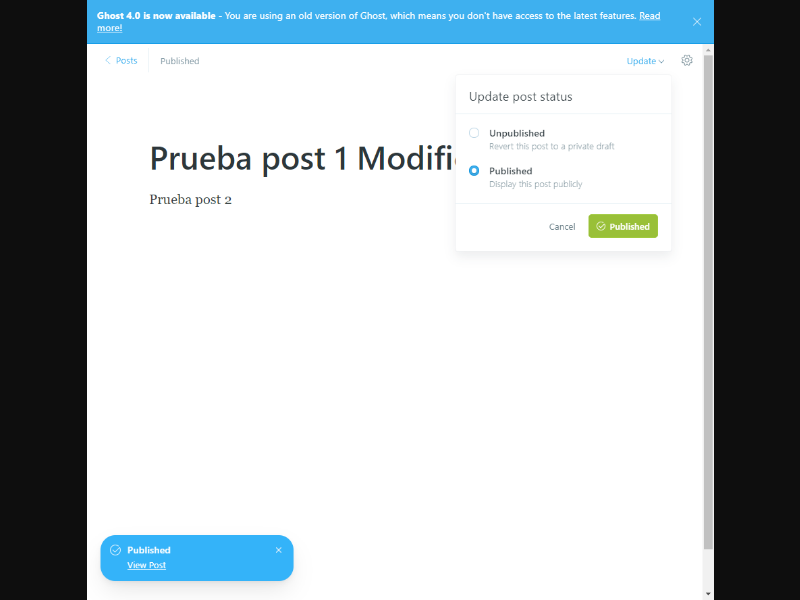 Ghost 4.0 is now available - You are using an old version of Ghost, which means you don't have access to the latest features. Read
more!
Posts
Published
Update
Update post status
Unpublished
Revert this post to a private draft
Published
Display this post publicly
Cancel
Published
Prueba post 1 Modifi
Prueba post 2
Published
View Post